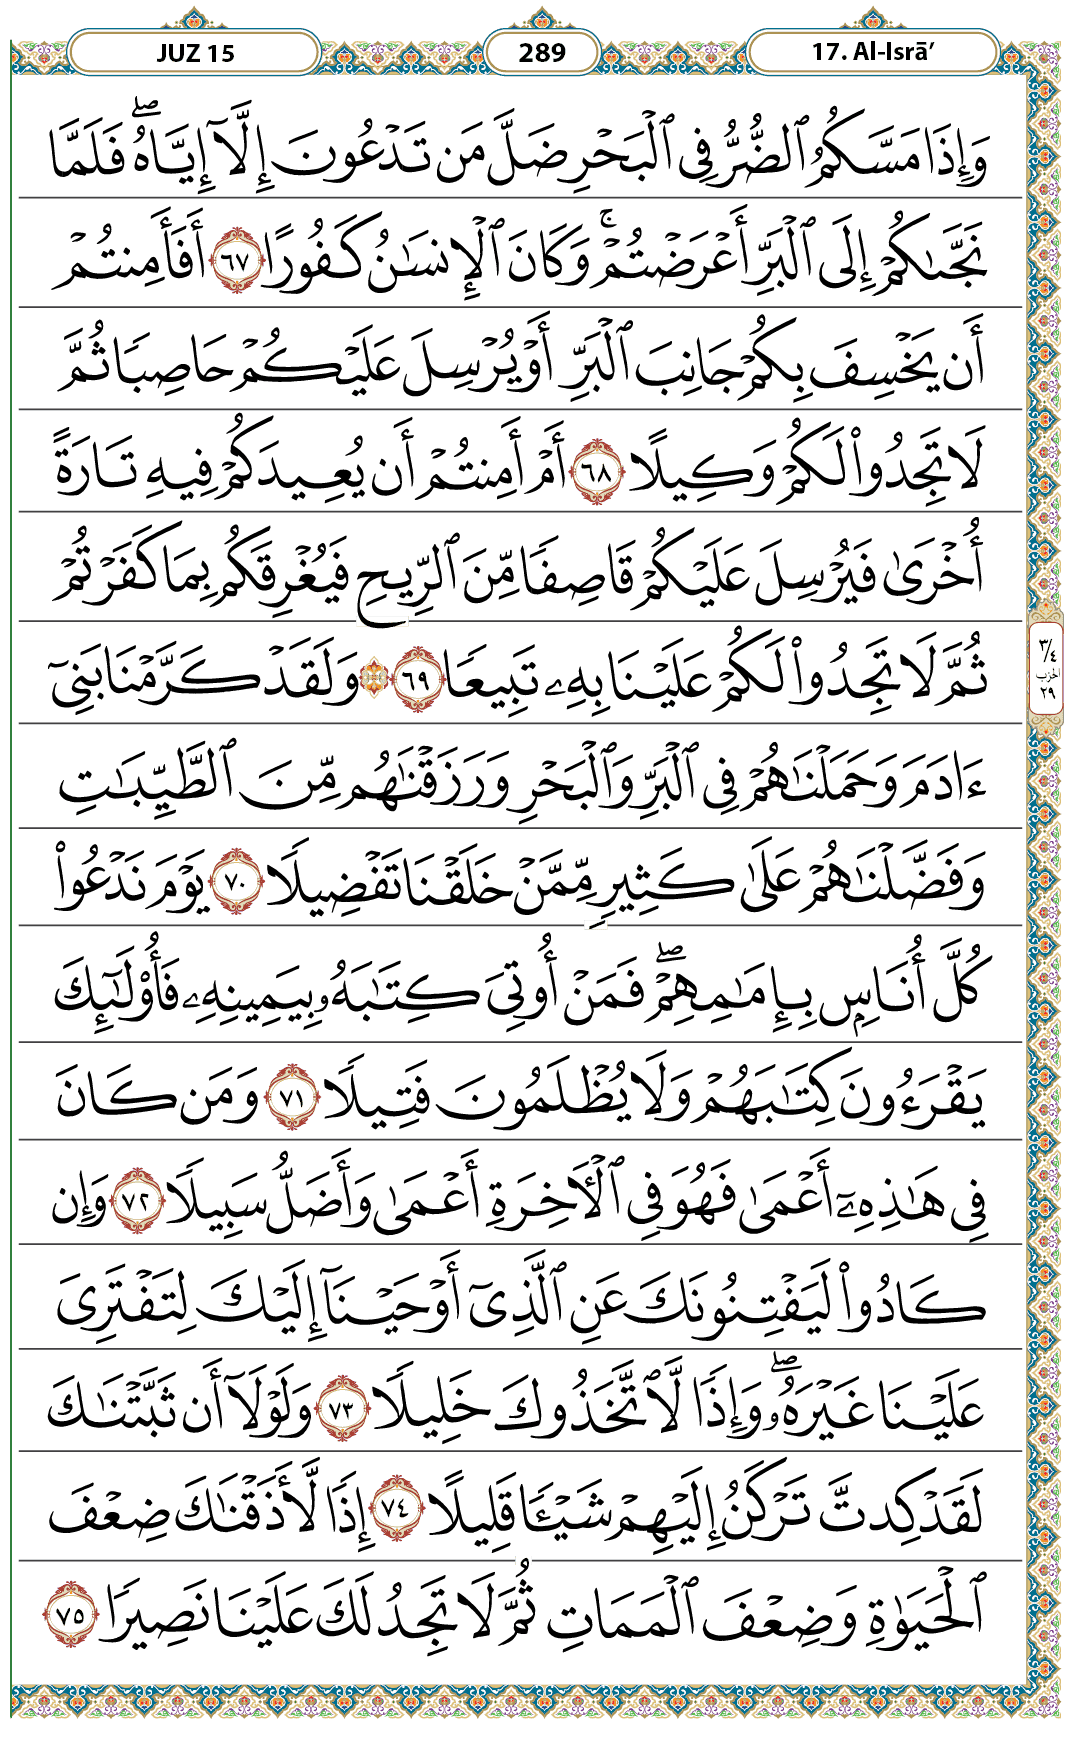 JUZ 15 289 17. Al-Isrā’
وَإِذَا مَسَّكُمُ ٱلضُّرُّ فِى ٱلْبَحْرِ ضَلَّ مَن تَدْعُونَ إِلَّآ إِيَّاهُ ۖ فَلَمَّا
نَجَّىٰكُمْ إِلَى ٱلْبَرِّ أَعْرَضْتُمْ ۚ وَكَانَ ٱلْإِنسَٰنُ كَفُورًا ٦٧ أَفَأَمِنتُمْ
أَن يَخْسِفَ بِكُمْ جَانِبَ ٱلْبَرِّ أَوْ يُرْسِلَ عَلَيْكُمْ حَاصِبًا ثُمَّ
لَا تَجِدُوا۟ لَكُمْ وَكِيلًا ٦٨ أَمْ أَمِنتُمْ أَن يُعِيدَكُمْ فِيهِ تَارَةً
أُخْرَىٰ فَيُرْسِلَ عَلَيْكُمْ قَاصِفًا مِّنَ ٱلرِّيحِ فَيُغْرِقَكُم بِمَا كَفَرْتُمْ
ثُمَّ لَا تَجِدُوا۟ لَكُمْ عَلَيْنَا بِهِۦ تَبِيعًا ٦٩ ۞ وَلَقَدْ كَرَّمْنَا بَنِىٓ
ءَادَمَ وَحَمَلْنَٰهُمْ فِى ٱلْبَرِّ وَٱلْبَحْرِ وَرَزَقْنَٰهُم مِّنَ ٱلطَّيِّبَٰتِ
وَفَضَّلْنَٰهُمْ عَلَىٰ كَثِيرٍ مِّمَّنْ خَلَقْنَا تَفْضِيلًا ٧٠ يَوْمَ نَدْعُوا۟
كُلَّ أُنَاسٍۭ بِإِمَٰمِهِمْ ۖ فَمَنْ أُوتِىَ كِتَٰبَهُۥ بِيَمِينِهِۦ فَأُو۟لَٰٓئِكَ
يَقْرَءُونَ كِتَٰبَهُمْ وَلَا يُظْلَمُونَ فَتِيلًا ٧١ وَمَن كَانَ
فِى هَٰذِهِۦٓ أَعْمَىٰ فَهُوَ فِى ٱلْـَٔاخِرَةِ أَعْمَىٰ وَأَضَلُّ سَبِيلًا ٧٢ وَإِن
كَادُوا۟ لَيَفْتِنُونَكَ عَنِ ٱلَّذِىٓ أَوْحَيْنَآ إِلَيْكَ لِتَفْتَرِىَ
عَلَيْنَا غَيْرَهُۥ ۖ وَإِذًا لَّٱتَّخَذُوكَ خَلِيلًا ٧٣ وَلَوْلَآ أَن ثَبَّتْنَٰكَ
لَقَدْ كِدتَّ تَرْكَنُ إِلَيْهِمْ شَيْـًٔا قَلِيلًا ٧٤ إِذًا لَّأَذَقْنَٰكَ ضِعْفَ
ٱلْحَيَوٰةِ وَضِعْفَ ٱلْمَمَاتِ ثُمَّ لَا تَجِدُ لَكَ عَلَيْنَا نَصِيرًا ٧٥
٣/٤
الحزب
٢٩